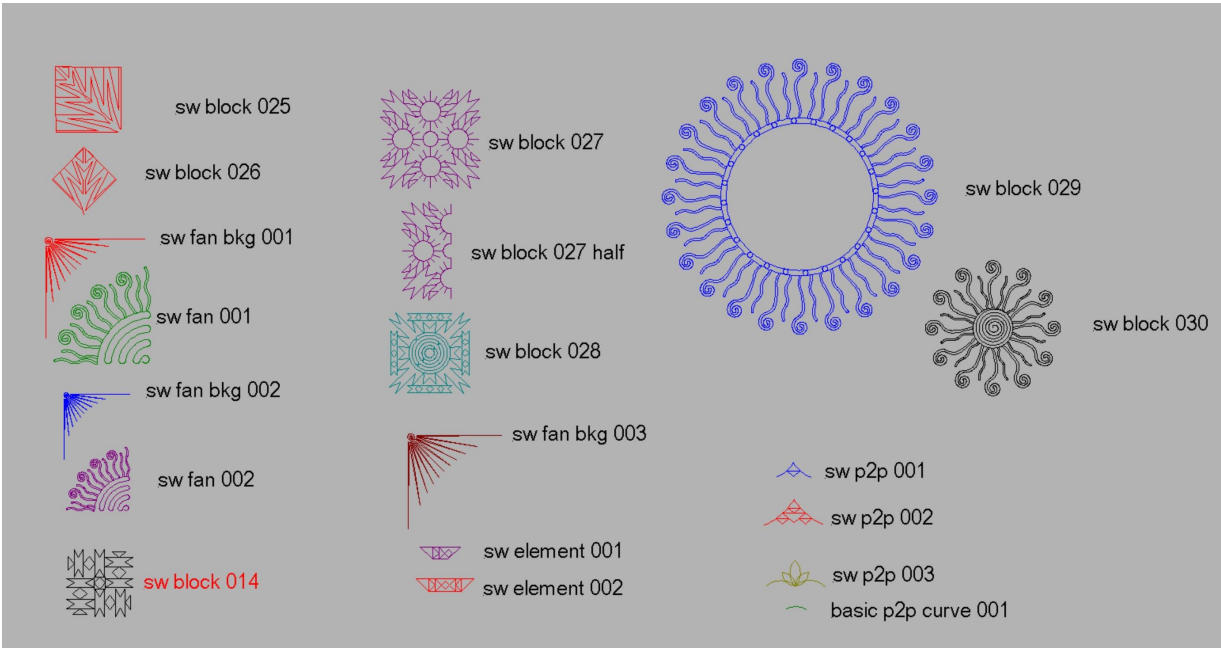 sw block 025
sw block 026
sw fan bkg 001
sw fan 001
sw fan bkg 002
sw fan 002
sw block 014
sw block 027
sw block 027 half
sw block 028
sw fan bkg 003
sw element 001
sw element 002
sw block 029
sw block 030
sw p2p 001
sw p2p 002
sw p2p 003
basic p2p curve 001